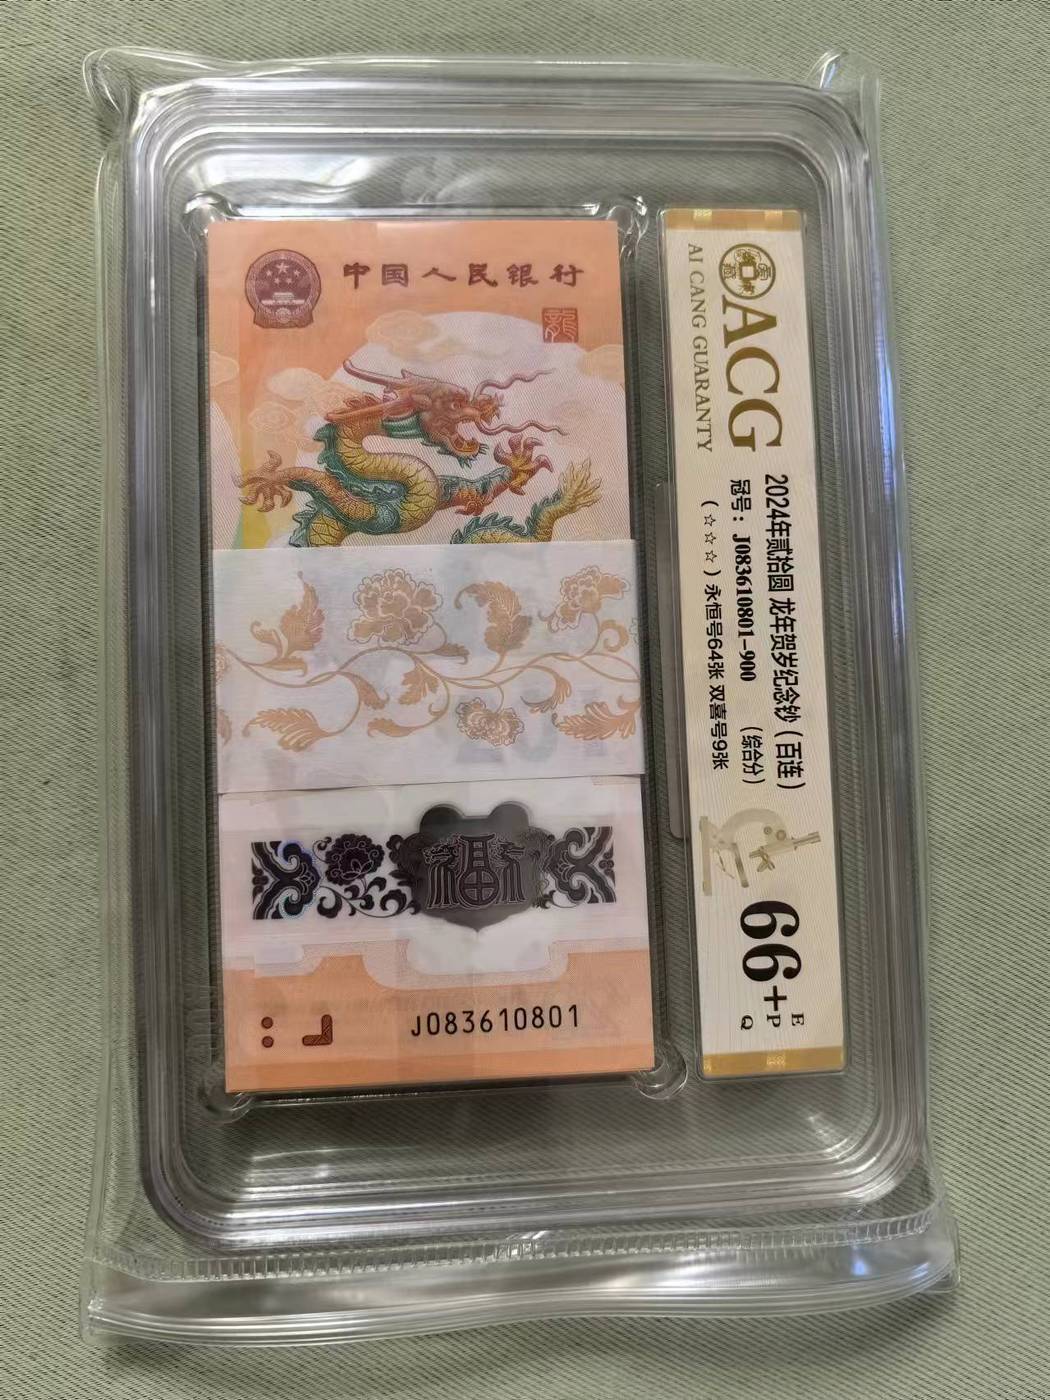 中国人民银行
龍
福
J083610801
ACG
AI CANG GUARANTY
2024年贰拾圆 龙年贺岁纪念钞（百连）
冠号：J083610801-900 （综合分）
（☆☆☆）永恒号64张 双喜号9张
66+ E
P
Q